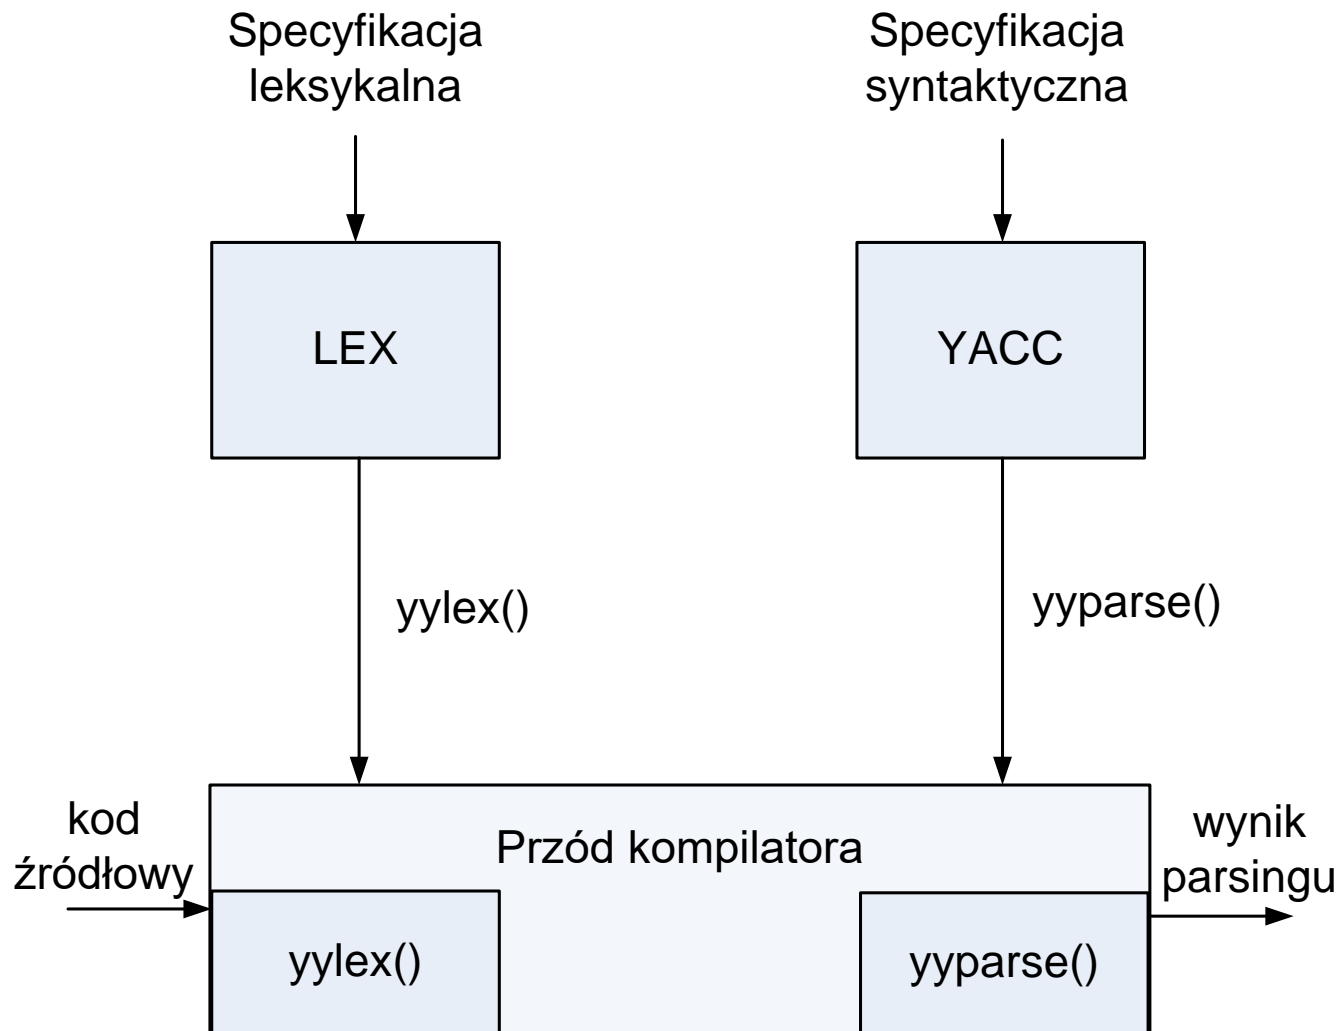 Specyfikacja
leksykalna
Specyfikacja
syntaktyczna
LEX
YACC
yylex()
yyparse()
kod
źródłowy
Przód kompilatora
wynik
parsingu
yylex()
yyparse()